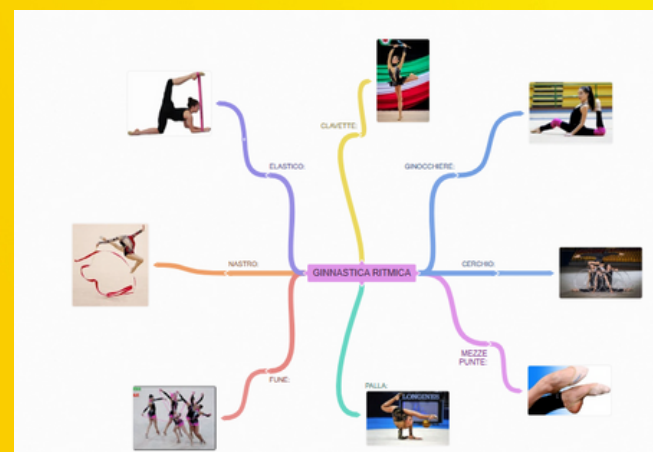 CLAVETTE:
ELASTICO:
GINOCCHIERE:
NASTRO:
GINNASTICA RITMICA
CERCHIO:
MEZZE
PUNTE:
FUNE:
PALLA:
LONGINES